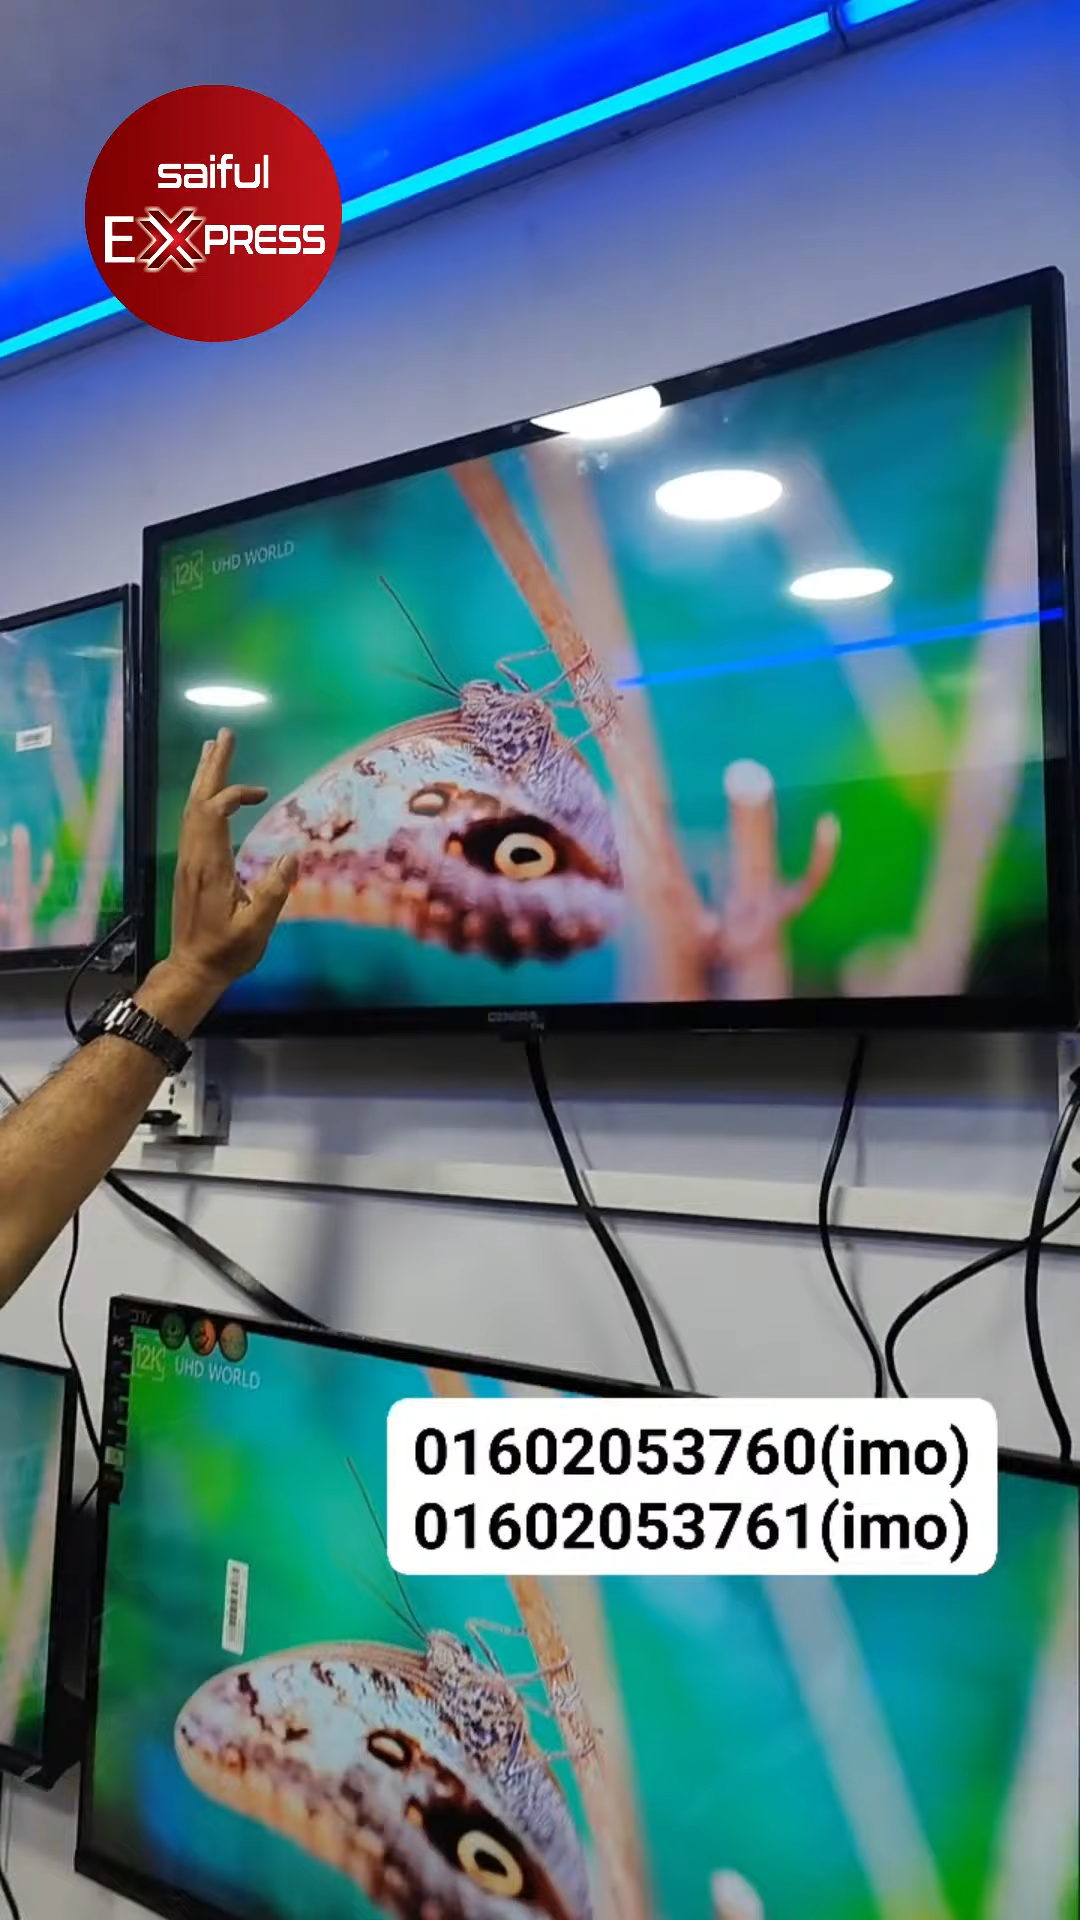 saiful
EXPRESS
12K UHD WORLD
12K UHD WORLD
01602053760(imo)
01602053761(imo)